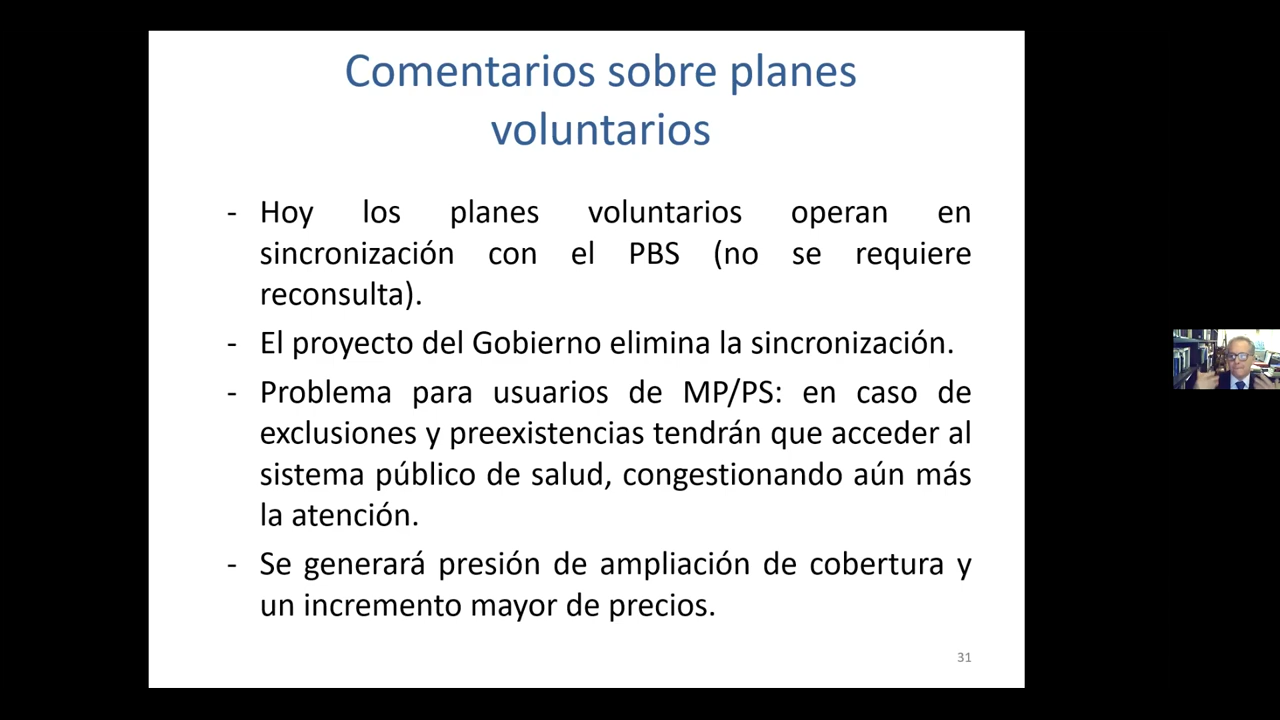 Comentarios sobre planes
voluntarios
- Hoy los planes voluntarios operan en
sincronización con el PBS (no se requiere
reconsulta).
- El proyecto del Gobierno elimina la sincronización.
- Problema para usuarios de MP/PS: en caso de
exclusiones y preexistencias tendrán que acceder al
sistema público de salud, congestionando aún más
la atención.
- Se generará presión de ampliación de cobertura y
un incremento mayor de precios.
31